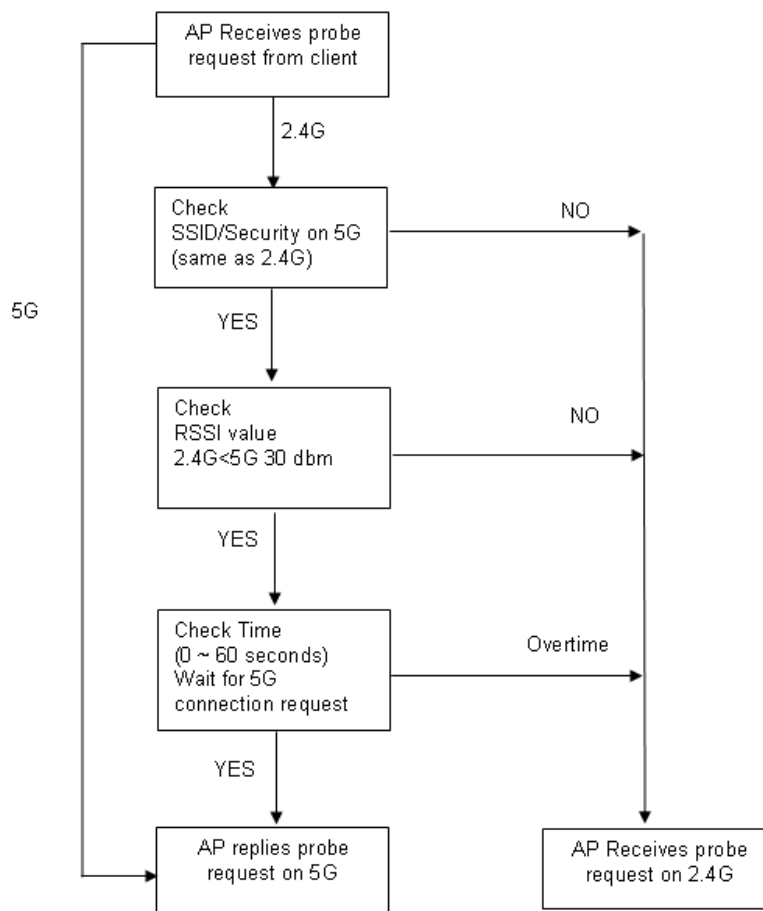 AP Receives probe
request from client
2.4G
Check
SSID/Security on 5G
(same as 2.4G)
NO
5G
YES
Check
RSSI value
2.4G<5G 30 dbm
NO
YES
Check Time
(0 ~ 60 seconds)
Wait for 5G
connection request
Overtime
YES
AP replies probe
request on 5G
AP Receives probe
request on 2.4G